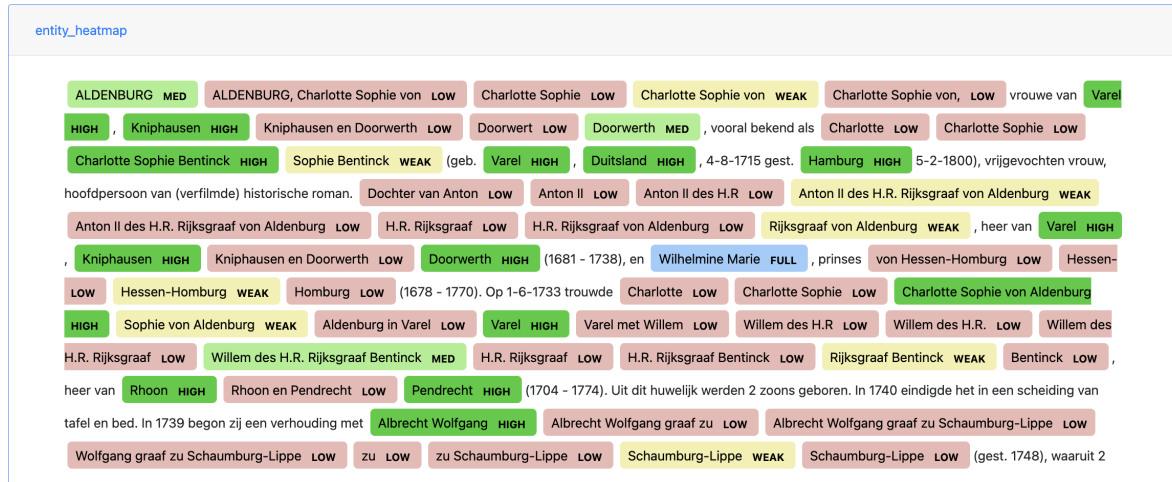 entity_heatmap
ALDENBURG MED ALDENBURG, Charlotte Sophie von LOW Charlotte Sophie LOW Charlotte Sophie von WEAK Charlotte Sophie von, LOW vrouwe van Varel
HIGH , Kniphausen HIGH Kniphausen en Doorwerth LOW Doorwert LOW Doorwerth MED , vooral bekend als Charlotte LOW Charlotte Sophie LOW
Charlotte Sophie Bentinck HIGH Sophie Bentinck WEAK (geb. Varel HIGH , Duitsland HIGH , 4-8-1715 gest. Hamburg HIGH 5-2-1800), vrijgevochten vrouw,
hoofdpersoon van (verfilmde) historische roman. Dochter van Anton LOW Anton II LOW Anton II des H.R LOW Anton II des H.R. Rijksgraaf von Aldenburg WEAK
Anton II des H.R. Rijksgraaf von Aldenburg LOW H.R. Rijksgraaf LOW H.R. Rijksgraaf von Aldenburg LOW Rijksgraaf von Aldenburg WEAK , heer van Varel HIGH
, Kniphausen HIGH Kniphausen en Doorwerth LOW Doorwerth HIGH (1681 - 1738), en Wilhelmine Marie FULL , prinses von Hessen-Homburg LOW Hessen-
LOW Hessen-Homburg WEAK Homburg LOW (1678 - 1770). Op 1-6-1733 trouwde Charlotte LOW Charlotte Sophie LOW Charlotte Sophie von Aldenburg
HIGH Sophie von Aldenburg WEAK Aldenburg in Varel LOW Varel HIGH Varel met Willem LOW Willem des H.R LOW Willem des H.R. LOW Willem des
H.R. Rijksgraaf LOW Willem des H.R. Rijksgraaf Bentinck MED H.R. Rijksgraaf LOW H.R. Rijksgraaf Bentinck LOW Rijksgraaf Bentinck WEAK Bentinck LOW ,
heer van Rhoon HIGH Rhoon en Pendrecht LOW Pendrecht HIGH (1704 - 1774). Uit dit huwelijk werden 2 zoons geboren. In 1740 eindigde het in een scheiding van
tafel en bed. In 1739 begon zij een verhouding met Albrecht Wolfgang HIGH Albrecht Wolfgang graaf zu LOW Albrecht Wolfgang graaf zu Schaumburg-Lippe LOW
Wolfgang graaf zu Schaumburg-Lippe LOW zu LOW zu Schaumburg-Lippe LOW Schaumburg-Lippe WEAK Schaumburg-Lippe LOW (gest. 1748), waaruit 2